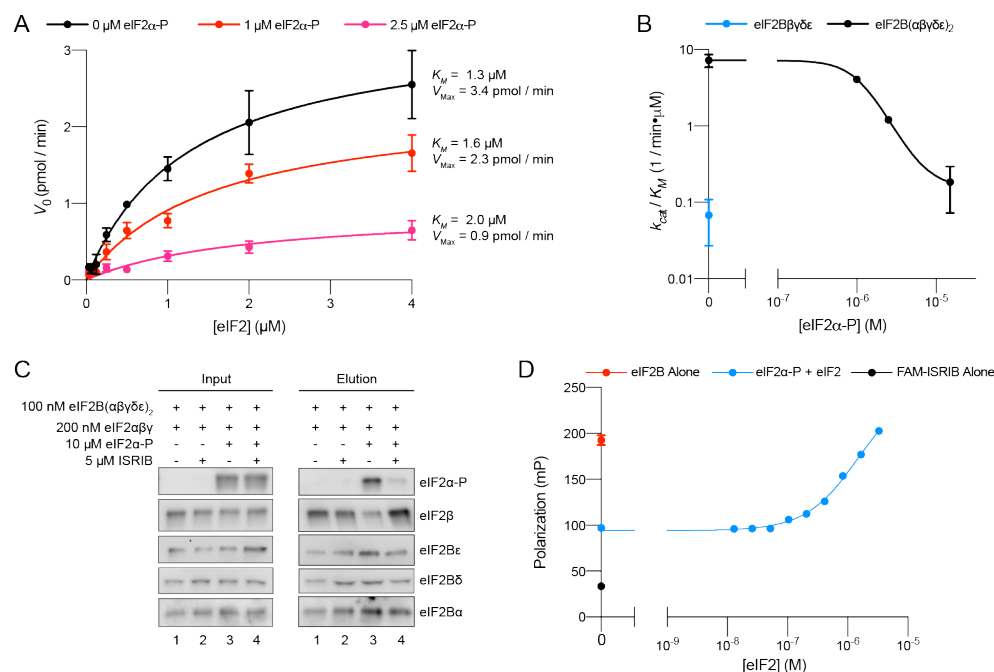 A
0 µM eIF2α-P
1 µM eIF2α-P
2.5 µM eIF2α-P
3
2
1
0
V0 (pmol / min)
KM = 1.3 µM
VMax = 3.4 pmol / min
KM = 1.6 µM
VMax = 2.3 pmol / min
KM = 2.0 µM
VMax = 0.9 pmol / min
0 1 2 3 4
[eIF2] (µM)
B
eIF2Bβγδε
eIF2B(αβγδε)2
10
1
0.1
0.01
kcat / KM (1 / min•µM)
0 10-7 10-6 10-5
[eIF2α-P] (M)
C
Input Elution
100 nM eIF2B(αβγδε)2 + + + + + + + +
200 nM eIF2αβγ + + + + + + + +
10 µM eIF2α-P - - + + - - + +
5 µM ISRIB - + - + - + - +
eIF2α-P
eIF2β
eIF2Bε
eIF2Bδ
eIF2Bα
1 2 3 4 1 2 3 4
D
eIF2B Alone
eIF2α-P + eIF2
FAM-ISRIB Alone
250
200
150
100
50
0
Polarization (mP)
0 10-9 10-8 10-7 10-6 10-5
[eIF2] (M)